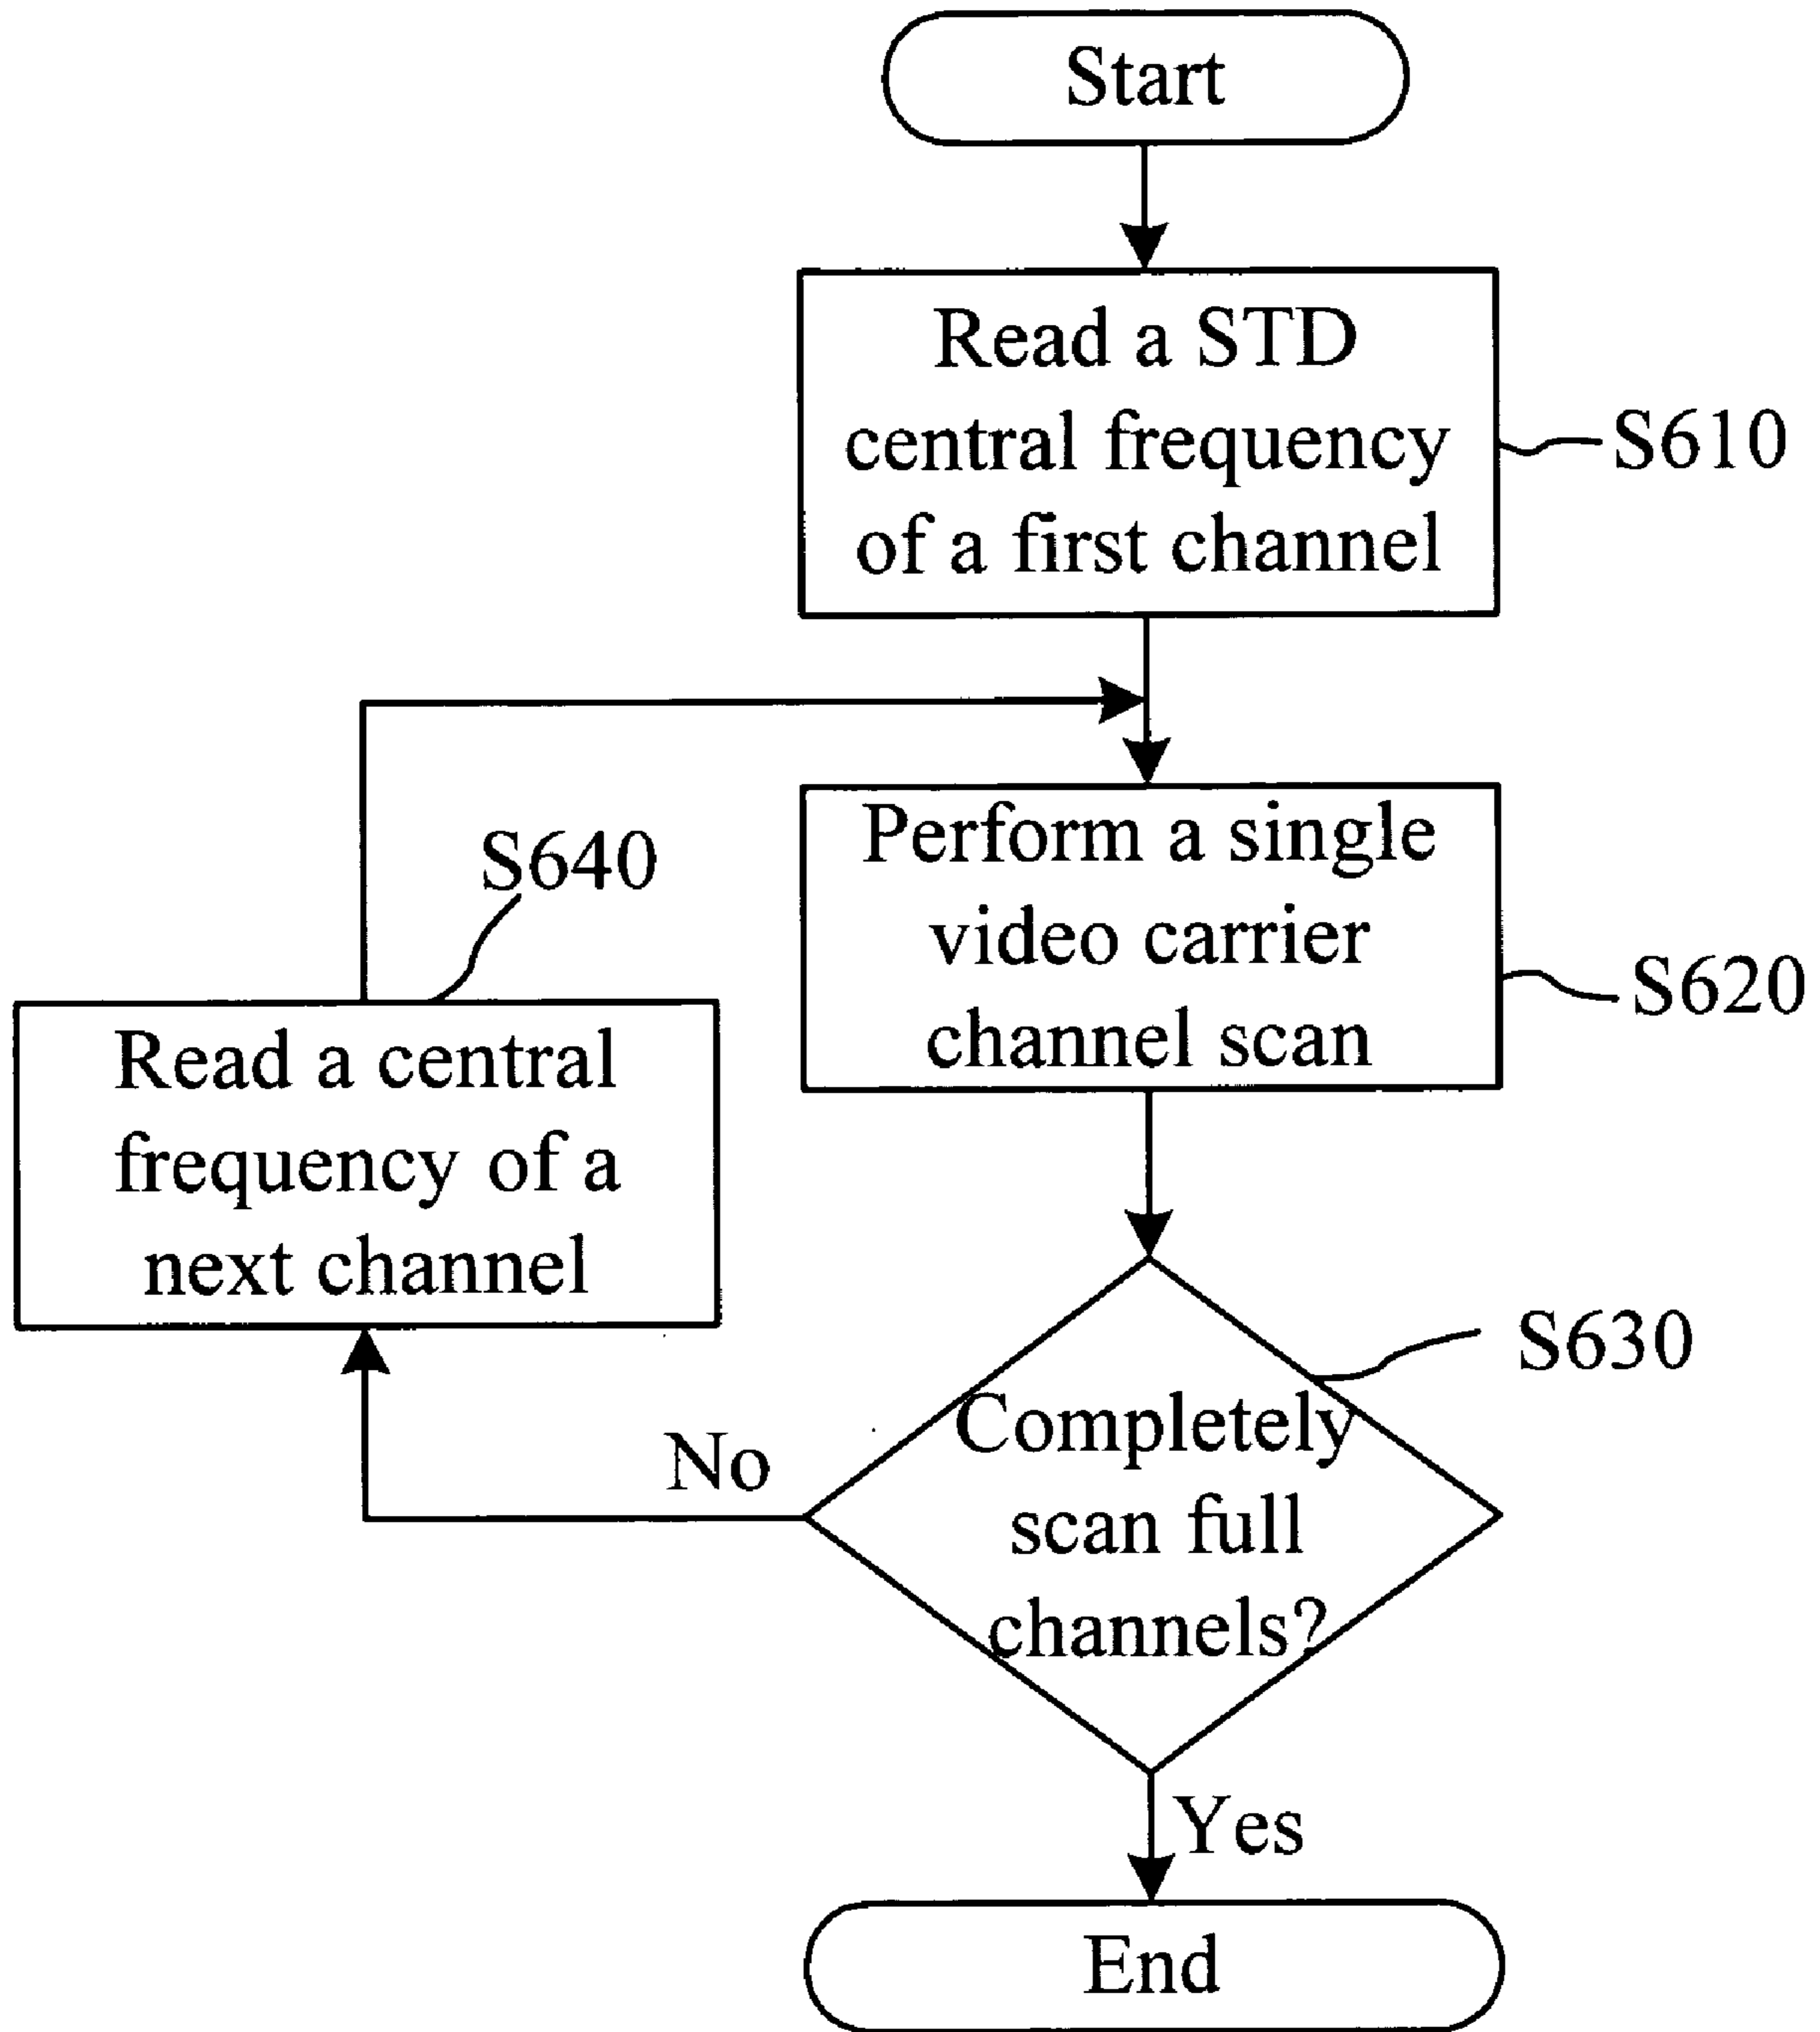 Start
Read a STD
central frequency
of a first channel
S610
Perform a single
video carrier
channel scan
S620
S640
Read a central
frequency of a
next channel
S630
Completely
scan full
channels?
No
Yes
End